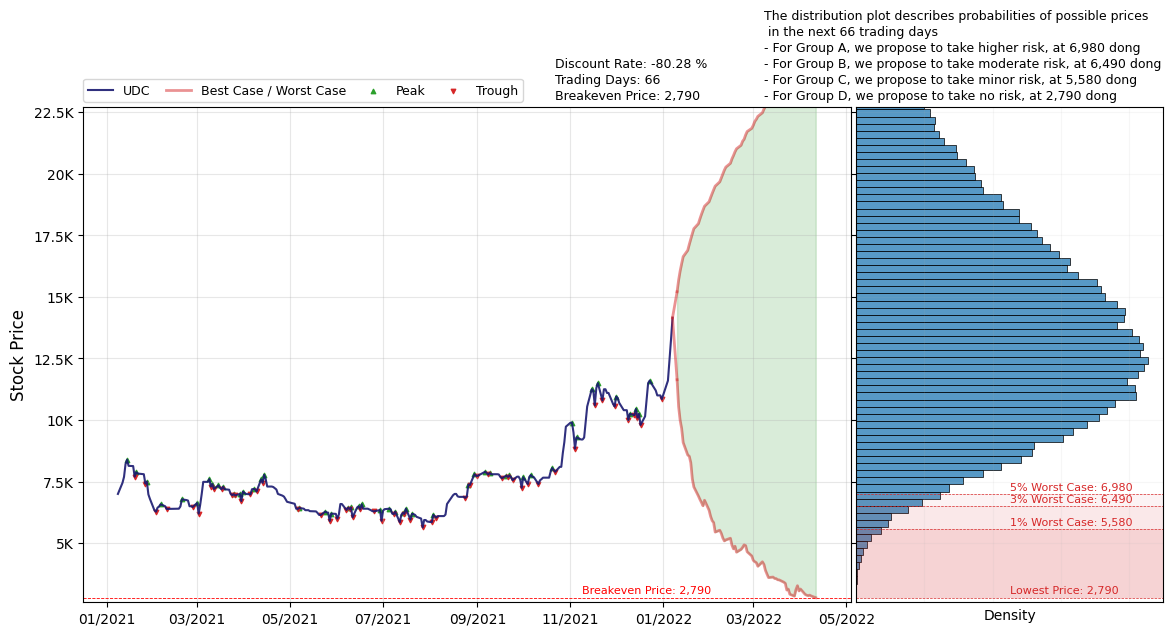 The distribution plot describes probabilities of possible prices
in the next 66 trading days
- For Group A, we propose to take higher risk, at 6,980 dong
- For Group B, we propose to take moderate risk, at 6,490 dong
- For Group C, we propose to take minor risk, at 5,580 dong
- For Group D, we propose to take no risk, at 2,790 dong
Discount Rate: -80.28 %
Trading Days: 66
Breakeven Price: 2,790
UDC
Best Case / Worst Case
Peak
Trough
Stock Price
22.5K
20K
17.5K
15K
12.5K
10K
7.5K
5K
5% Worst Case: 6,980
3% Worst Case: 6,490
1% Worst Case: 5,580
Breakeven Price: 2,790
Lowest Price: 2,790
01/2021
03/2021
05/2021
07/2021
09/2021
11/2021
01/2022
03/2022
05/2022
Density